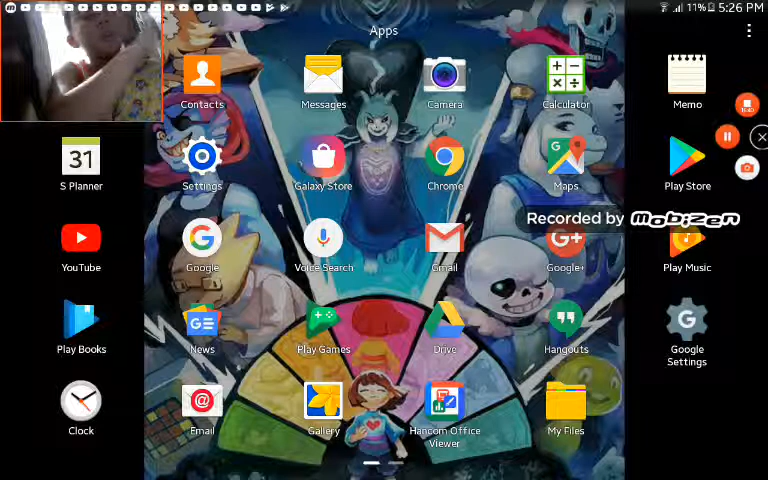 11% 5:26 PM
Apps
Contacts
Messages
Camera
Calculator
Memo
31
S Planner
Settings
Galaxy Store
Chrome
Maps
Play Store
Recorded by Mobizen
YouTube
Google
Voice Search
Gmail
Google+
Play Music
Play Books
News
Play Games
Drive
Hangouts
Google
Settings
Clock
Email
Gallery
Hancom Office
Viewer
My Files